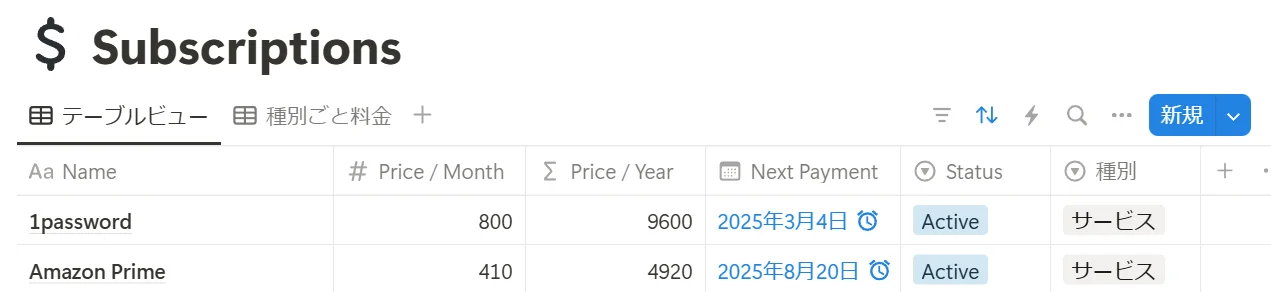 $ Subscriptions
テーブルビュー 種別ごと料金 + 新規
Aa Name # Price / Month Σ Price / Year Next Payment Status 種別 +
1password 800 9600 2025年3月4日 Active サービス
Amazon Prime 410 4920 2025年8月20日 Active サービス